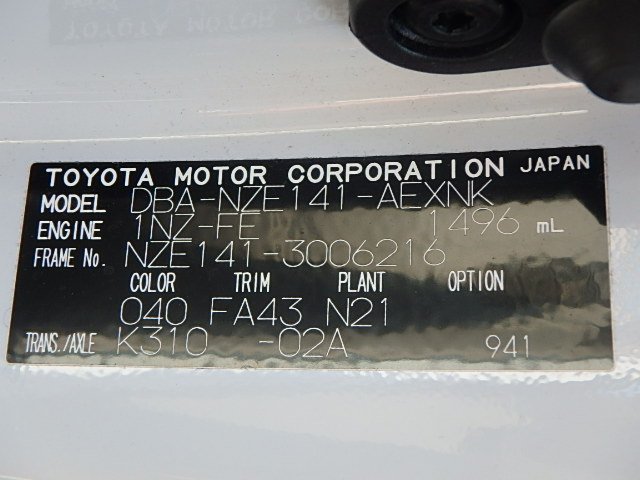 TOYOTA MOTOR CORPORATION JAPAN
MODEL DBA-NZE141-AEXNK
ENGINE 1NZ-FE 1496 mL
FRAME No. NZE141-3006216
COLOR TRIM PLANT OPTION
040 FA43 N21
TRANS./AXLE K310 -02A 941